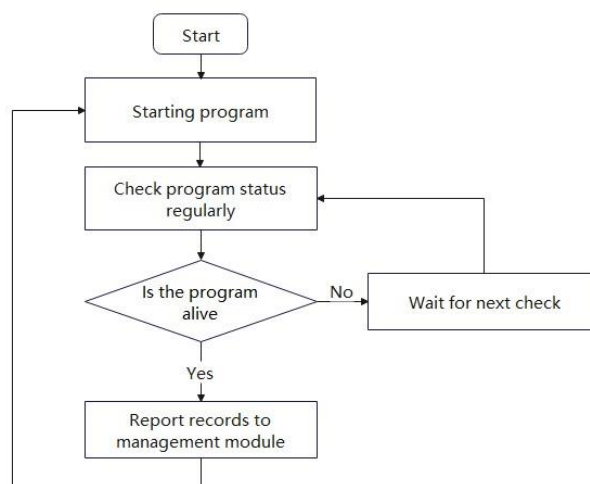 Start
Starting program
Check program status
regularly
Is the program
alive
No
Wait for next check
Yes
Report records to
management module